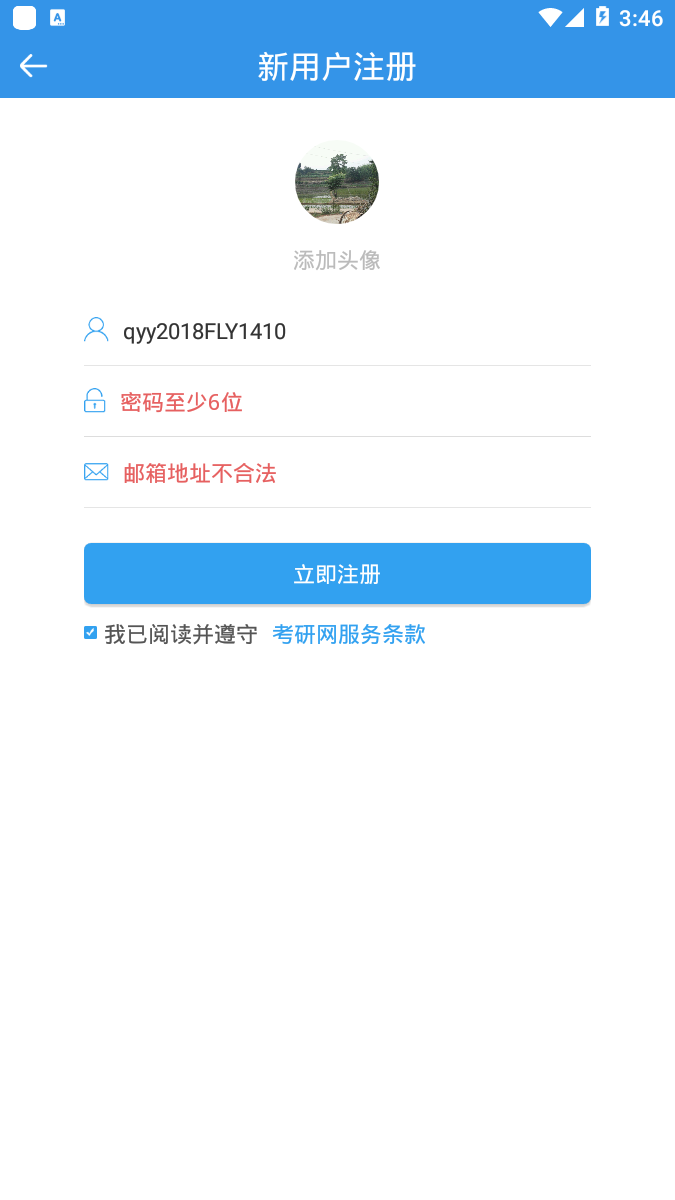 3:46
新用户注册
添加头像
qyy2018FLY1410
密码至少6位
邮箱地址不合法
立即注册
我已阅读并遵守 考研网服务条款